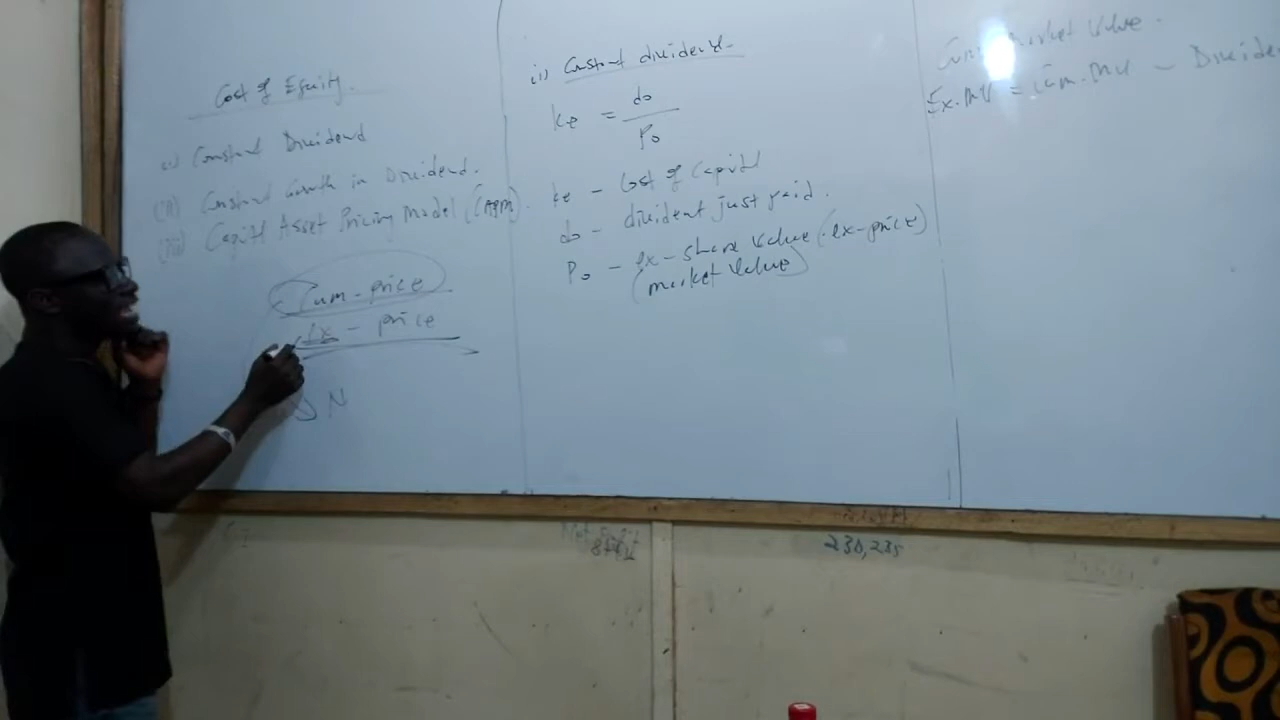 Cost of Equity.
(i) Constant Dividend
(ii) Constant Growth in Dividend.
(iii) Capital Asset Pricing Model (CAPM).
Cum-price
Ex-price
N
(i) Constant dividend-
ke = do
Po
ke - Cost of Capital
do - dividend just paid.
Po - ex-share value (ex-price)
(market value)
Cum market value.
Ex.MV = Cum.MV - Dividen
230,235